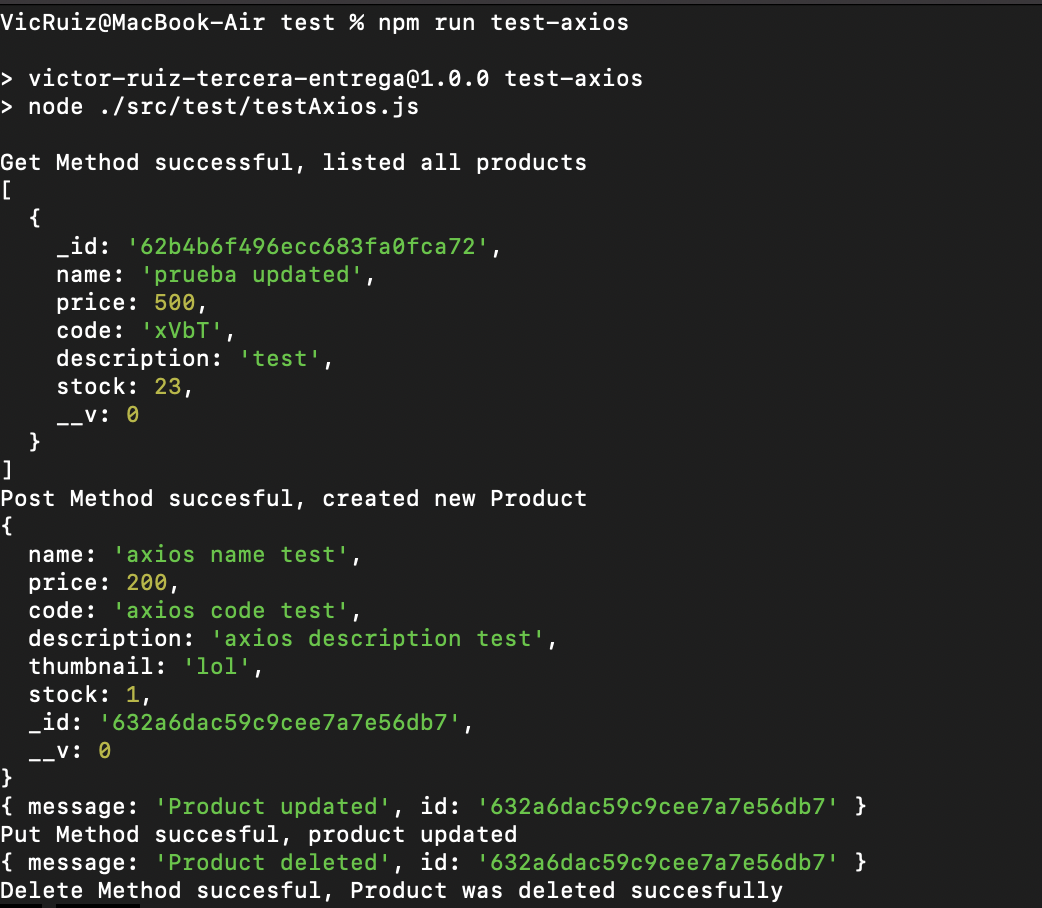 VicRuiz@MacBook-Air test % npm run test-axios
> victor-ruiz-tercera-entrega@1.0.0 test-axios
> node ./src/test/testAxios.js
Get Method successful, listed all products
[
  {
    _id: '62b4b6f496ecc683fa0fca72',
    name: 'prueba updated',
    price: 500,
    code: 'xVbT',
    description: 'test',
    stock: 23,
    __v: 0
  }
]
Post Method succesful, created new Product
{
  name: 'axios name test',
  price: 200,
  code: 'axios code test',
  description: 'axios description test',
  thumbnail: 'lol',
  stock: 1,
  _id: '632a6dac59c9cee7a7e56db7',
  __v: 0
}
{ message: 'Product updated', id: '632a6dac59c9cee7a7e56db7' }
Put Method succesful, product updated
{ message: 'Product deleted', id: '632a6dac59c9cee7a7e56db7' }
Delete Method succesful, Product was deleted succesfully